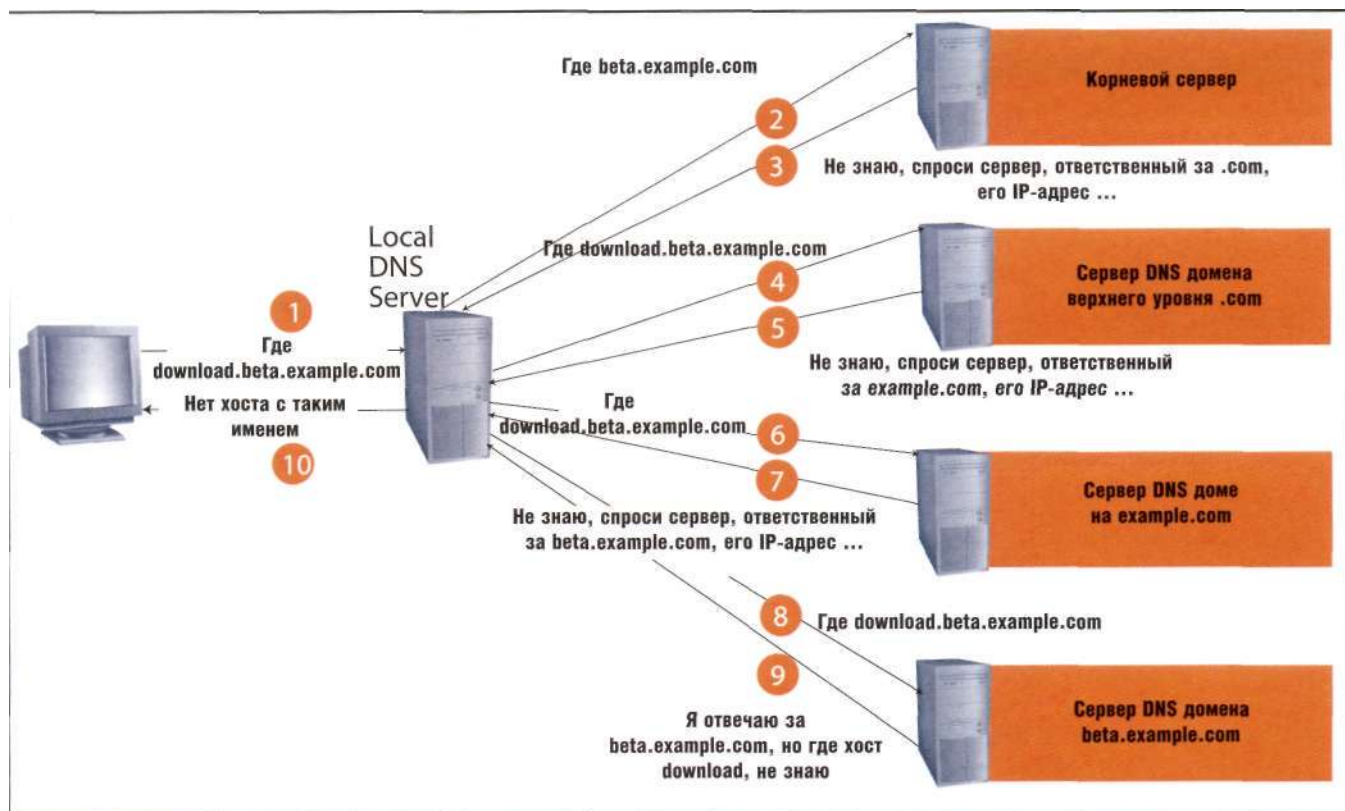 Где beta.example.com
2
3
Корневой сервер
Не знаю, спроси сервер, ответственный за .com,
его IP-адрес ...
Local
DNS
Server
1
Где
download.beta.example.com
Нет хоста с таким
именем
10
Где download.beta.example.com
4
5
Сервер DNS домена
верхнего уровня .com
Не знаю, спроси сервер, ответственный
за example.com, его IP-адрес ...
Где
download.beta.example.com
6
7
Сервер DNS доме
на example.com
Не знаю, спроси сервер, ответственный
за beta.example.com, его IP-адрес ...
8
Где download.beta.example.com
9
Я отвечаю за
beta.example.com, но где хост
download, не знаю
Сервер DNS домена
beta.example.com